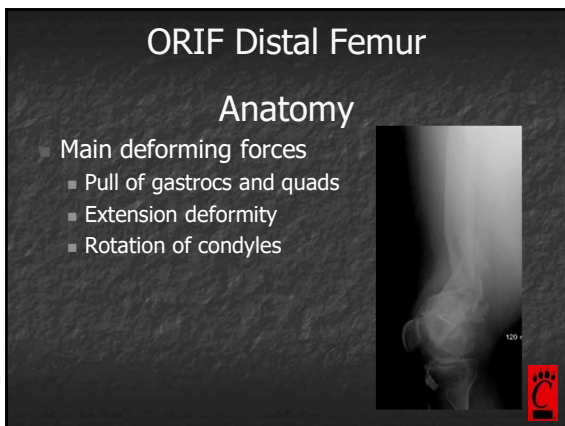 ORIF Distal Femur
Anatomy
Main deforming forces
Pull of gastrocs and quads
Extension deformity
Rotation of condyles
120
C